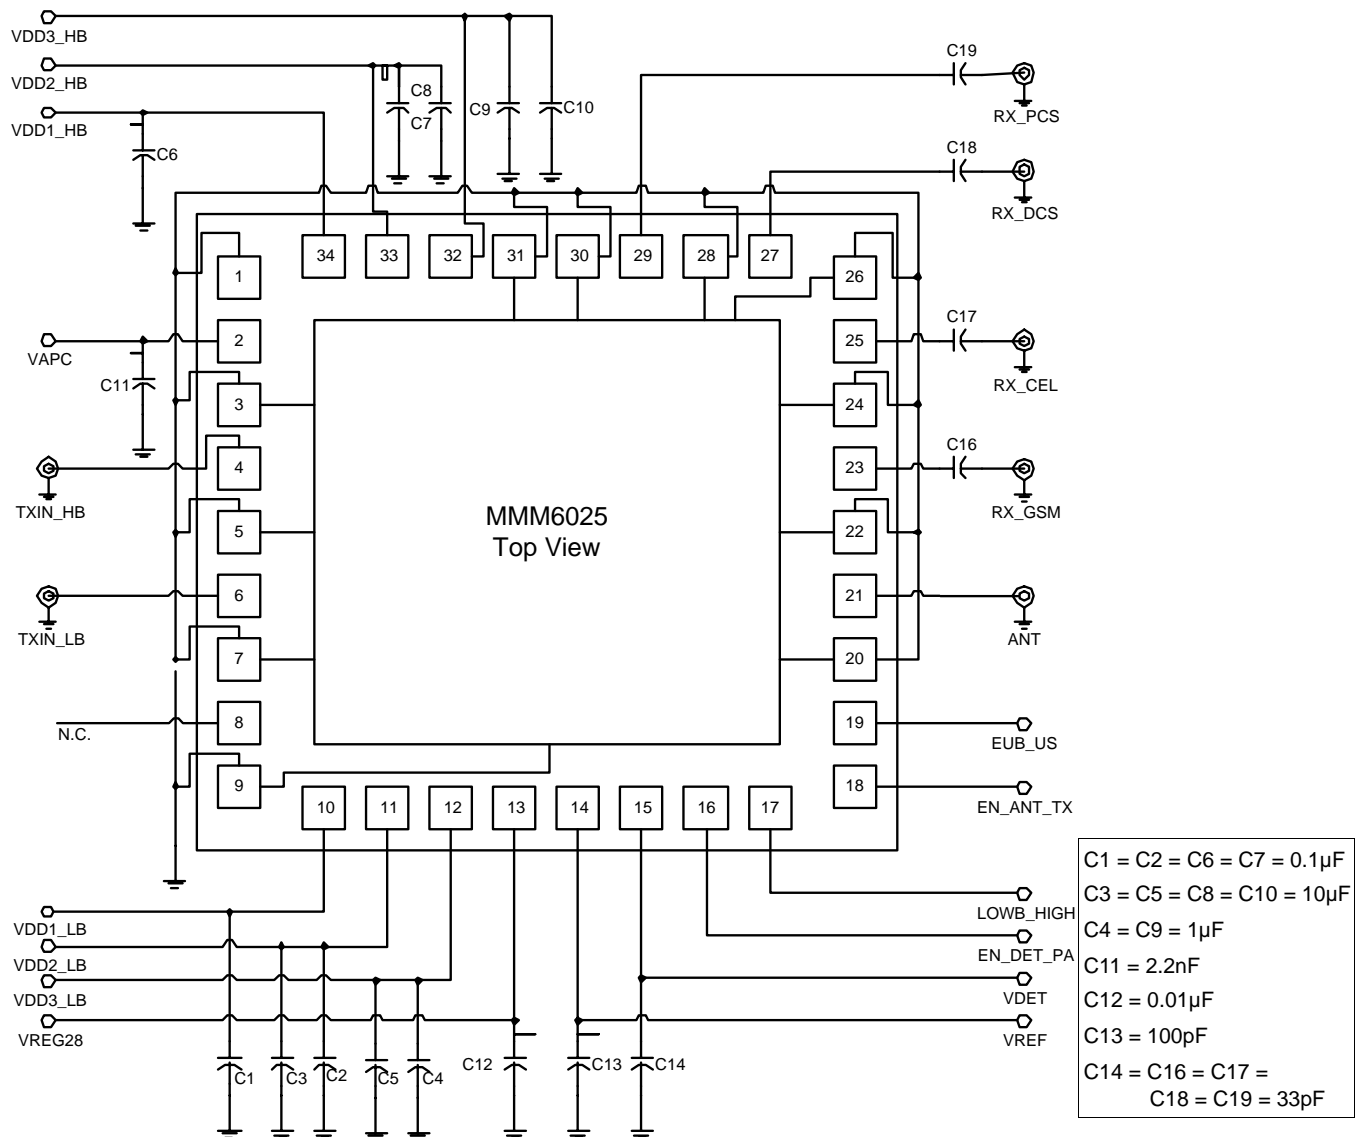 VDD3_HB
VDD2_HB
VDD1_HB
C6
C8
C7
C9
C10
C19
RX_PCS
C18
RX_DCS
34
33
32
31
30
29
28
27
1
26
2
25
C17
VAPC
RX_CEL
C11
3
24
4
23
C16
TXIN_HB
RX_GSM
MMM6025
Top View
5
22
6
21
TXIN_LB
ANT
7
20
8
19
N.C.
EUB_US
9
18
EN_ANT_TX
10
11
12
13
14
15
16
17
LOWB_HIGH
EN_DET_PA
VDET
VREF
VDD1_LB
VDD2_LB
VDD3_LB
VREG28
C1
C3
C2
C5
C4
C12
C13
C14
C1 = C2 = C6 = C7 = 0.1µF
C3 = C5 = C8 = C10 = 10µF
C4 = C9 = 1µF
C11 = 2.2nF
C12 = 0.01µF
C13 = 100pF
C14 = C16 = C17 =
C18 = C19 = 33pF